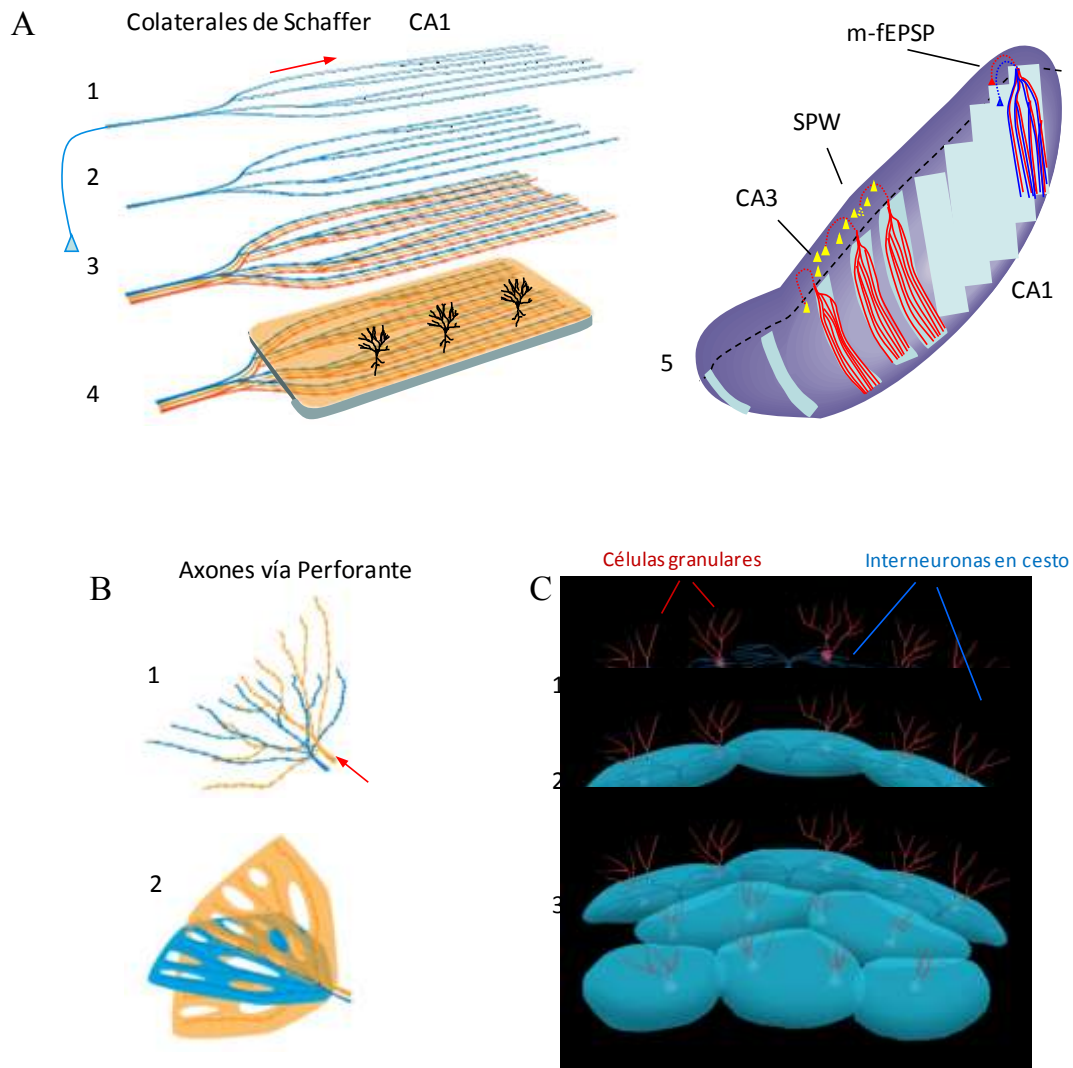 A
Colaterales de Schaffer CA1
1
2
3
4
m-fEPSP
SPW
CA3
CA1
5
B
Axones vía Perforante
1
2
C
Células granulares
Interneuronas en cesto
1
2
3